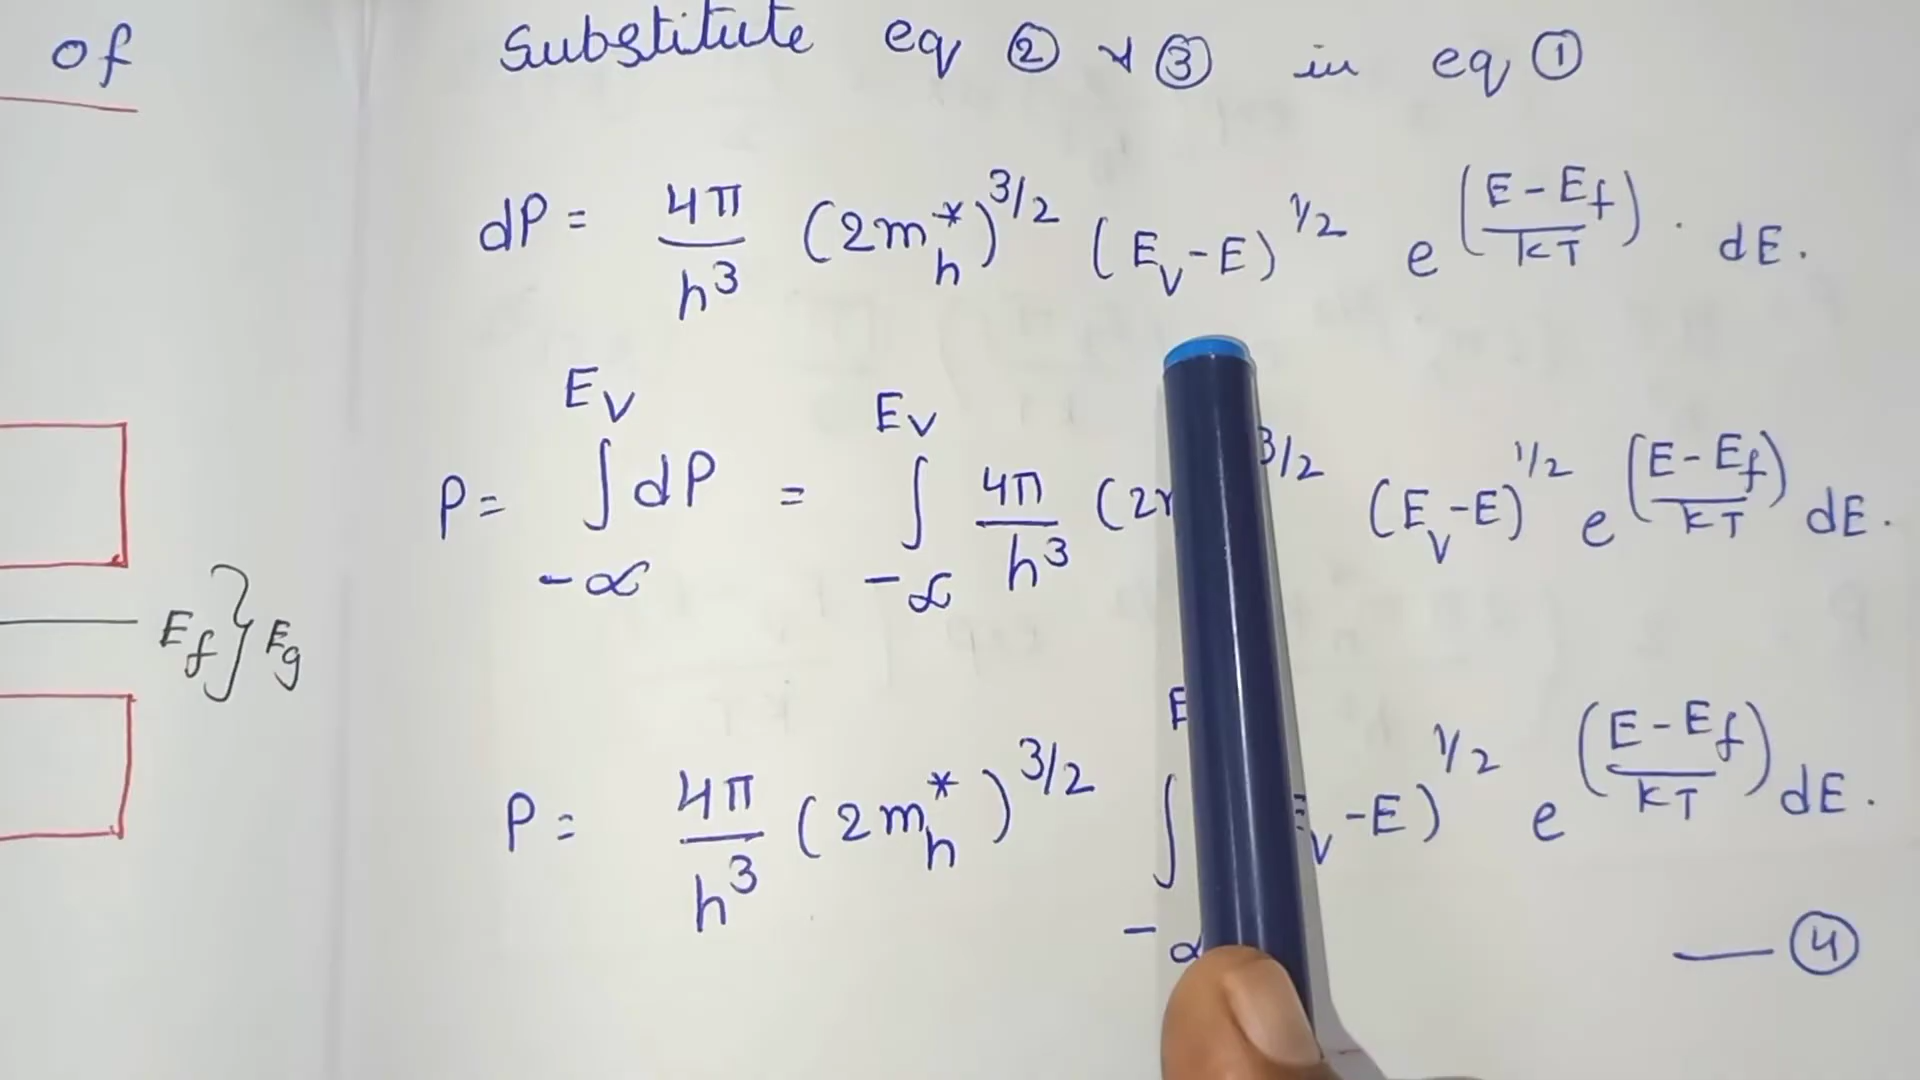 of
Substitute eq ② & ③ in eq ①
dP = 4π/h³ (2m*h)^3/2 (Ev-E)^1/2 e^((E-Ef)/KT) . dE.
P = ∫_-∞^Ev dP = ∫_-∞^Ev 4π/h³ (2 3/2 (Ev-E)^1/2 e^((E-Ef)/KT) dE.
Ef } Eg
P = 4π/h³ (2m*h)^3/2 ∫_-∞ v-E)^1/2 e^((E-Ef)/KT) dE.
— ④